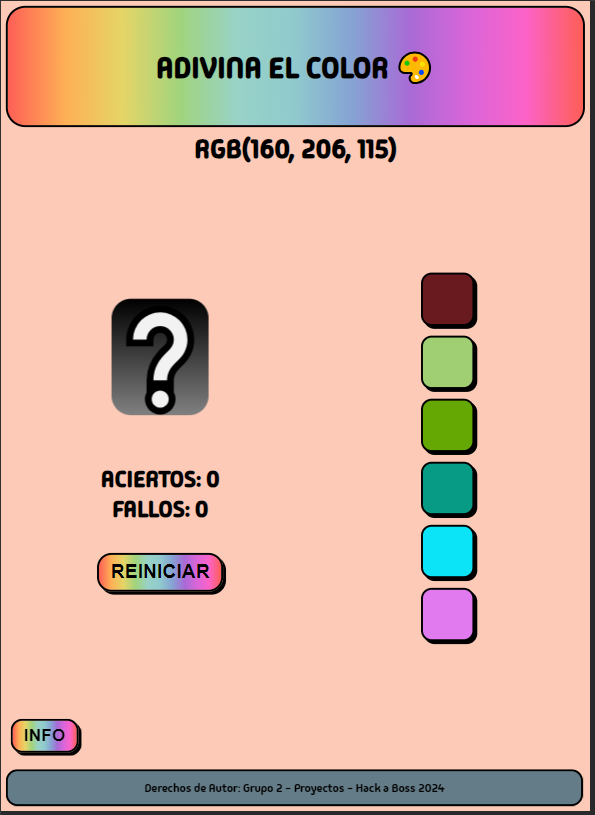 ADIVINA EL COLOR 🎨
RGB(160, 206, 115)
?
ACIERTOS: 0
FALLOS: 0
REINICIAR
INFO
Derechos de Autor: Grupo 2 - Proyectos - Hack a Boss 2024